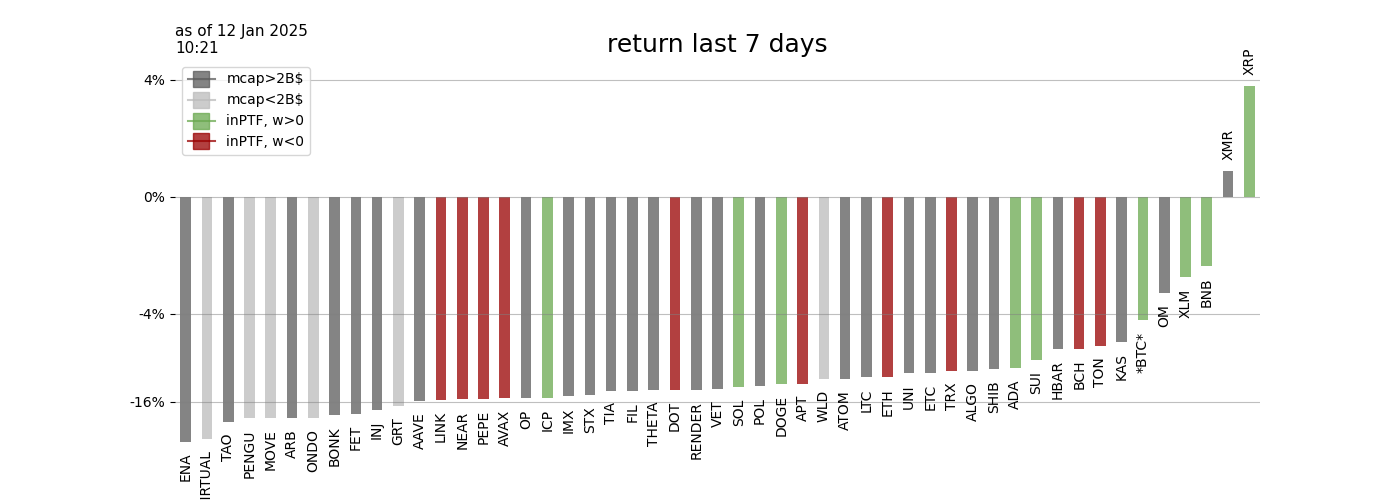 as of 12 Jan 2025
10:21
return last 7 days
mcap>2B$
mcap<2B$
inPTF, w>0
inPTF, w<0
4%
0%
-4%
-16%
ENA
IRTUAL
TAO
PENGU
MOVE
ARB
ONDO
BONK
FET
INJ
GRT
AAVE
LINK
NEAR
PEPE
AVAX
OP
ICP
IMX
STX
TIA
FIL
THETA
DOT
RENDER
VET
SOL
POL
DOGE
APT
WLD
ATOM
LTC
ETH
UNI
ETC
TRX
ALGO
SHIB
ADA
SUI
HBAR
BCH
TON
KAS
*BTC*
OM
XLM
BNB
XMR
XRP